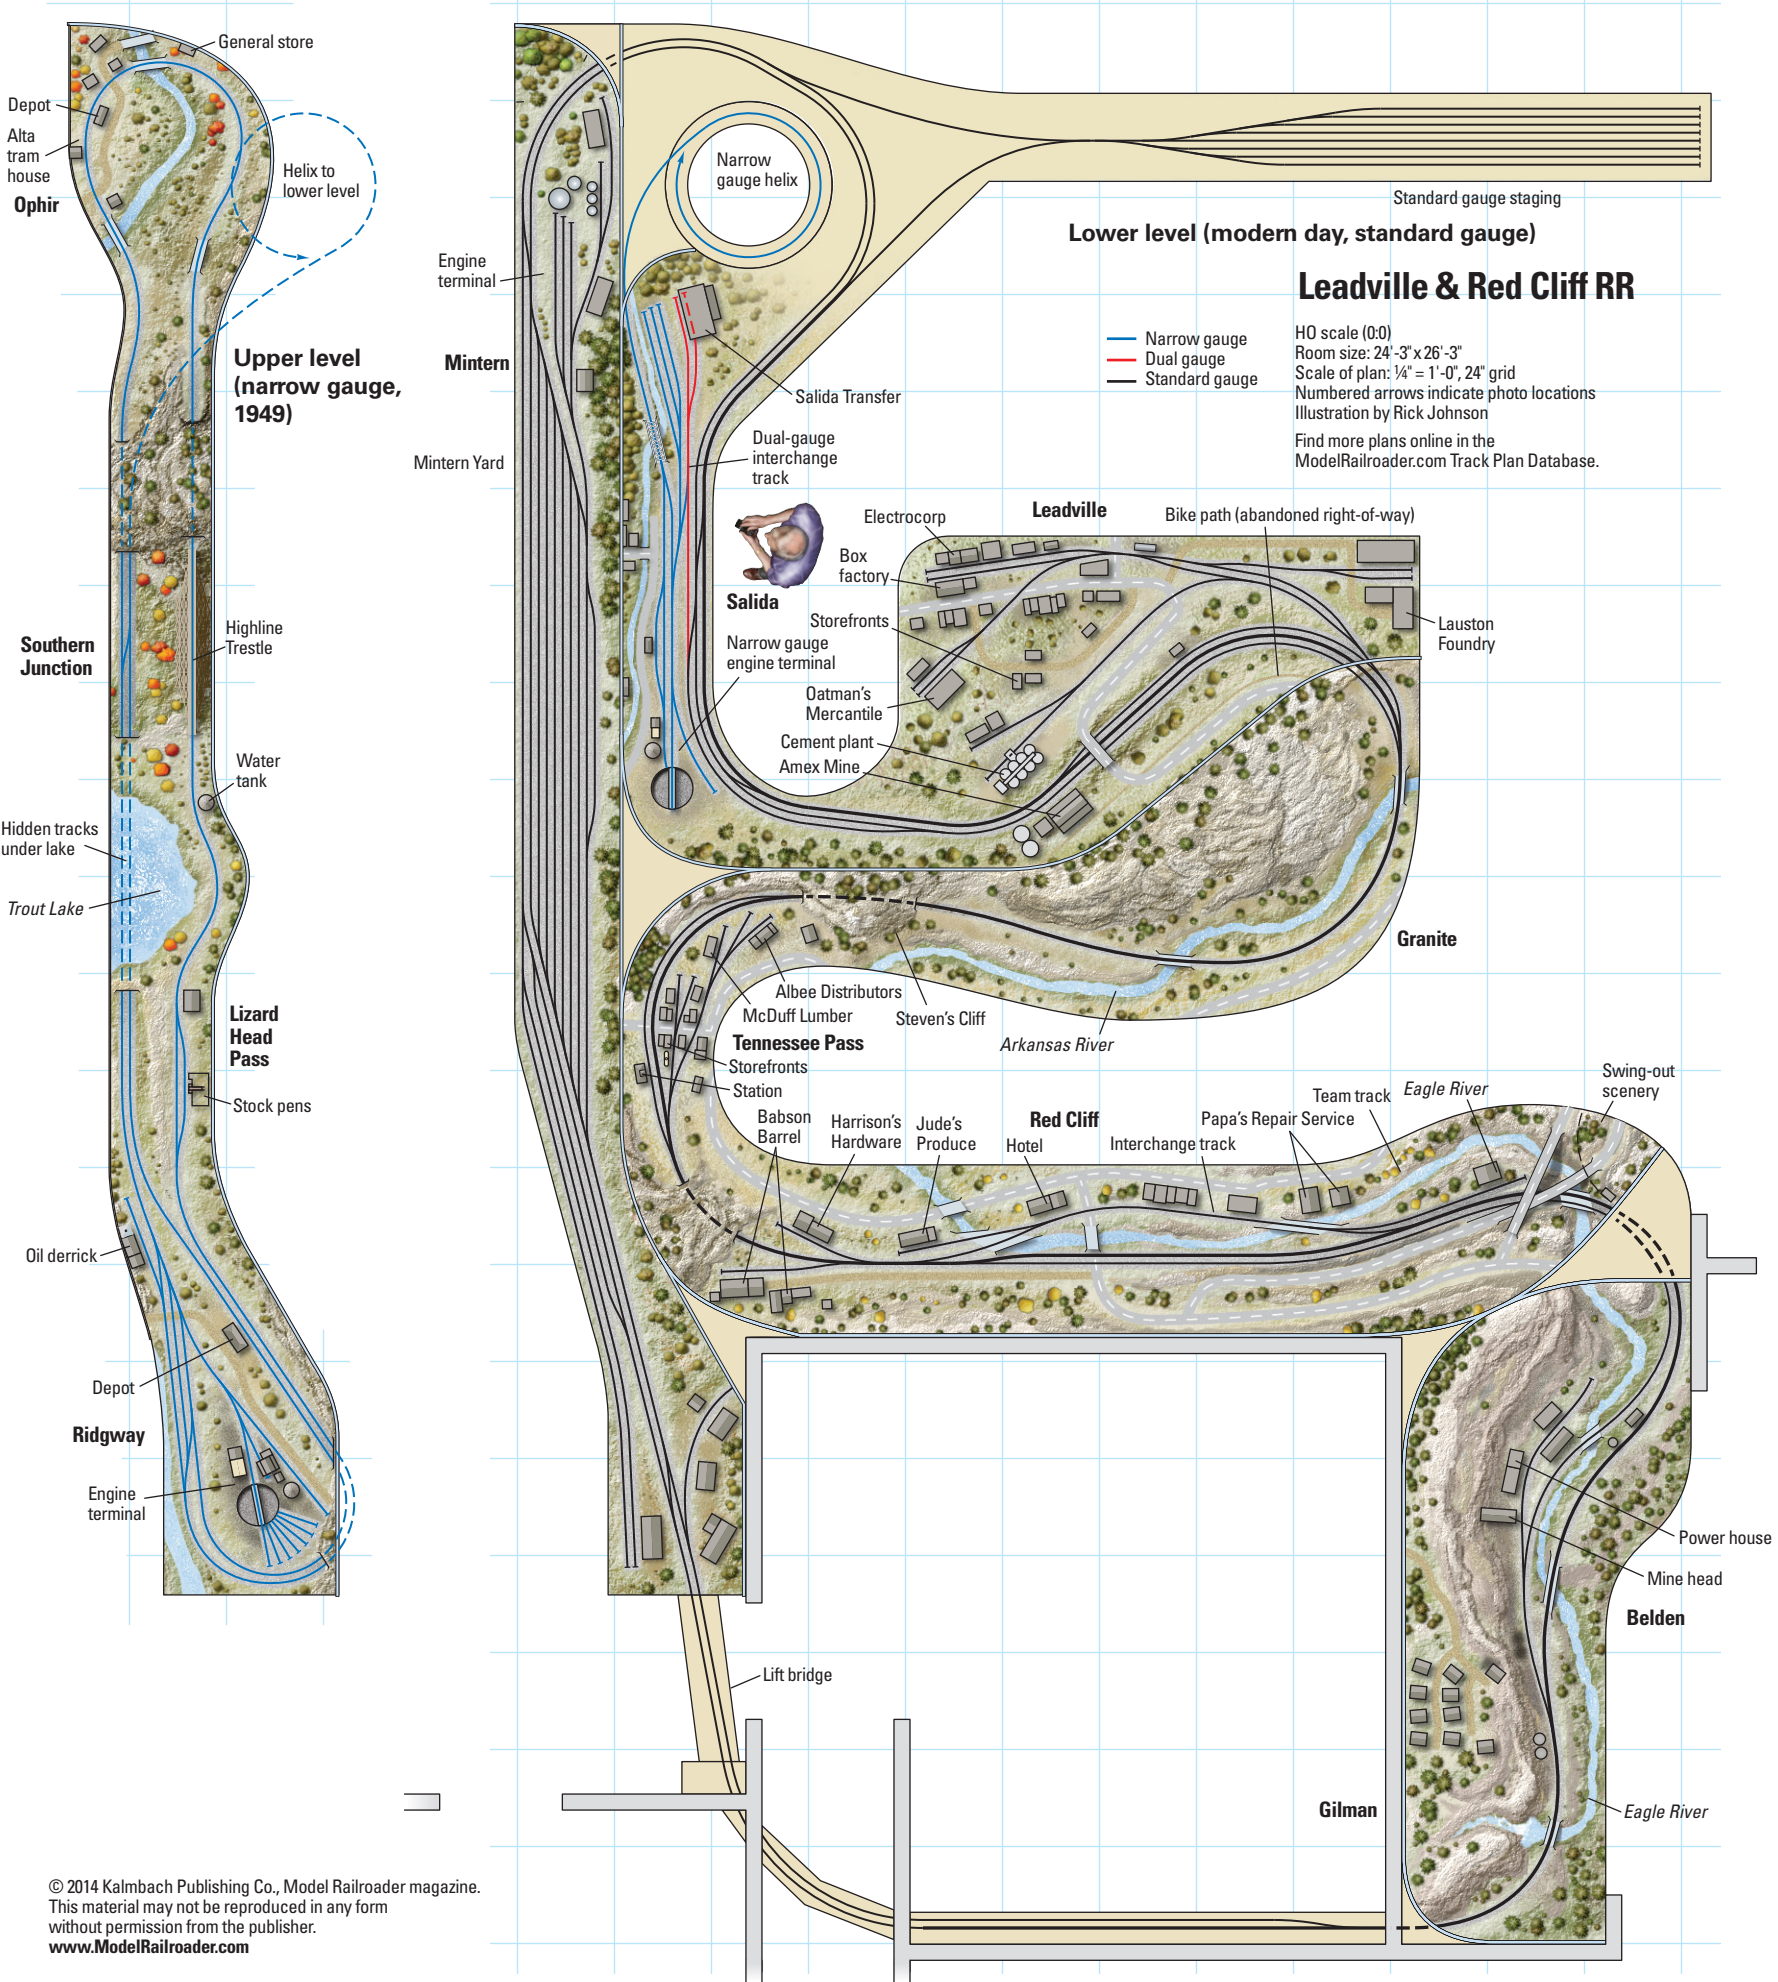 General store
Depot
Alta
tram
house
Ophir
Helix to
lower level
Upper level
(narrow gauge,
1949)
Southern
Junction
Highline
Trestle
Water
tank
Hidden tracks
under lake
Trout Lake
Lizard
Head
Pass
Stock pens
Oil derrick
Depot
Ridgway
Engine
terminal
© 2014 Kalmbach Publishing Co., Model Railroader magazine.
This material may not be reproduced in any form
without permission from the publisher.
www.ModelRailroader.com
Narrow
gauge helix
Standard gauge staging
Lower level (modern day, standard gauge)
Leadville & Red Cliff RR
Narrow gauge
Dual gauge
Standard gauge
HO scale (0:0)
Room size: 24'-3" x 26'-3"
Scale of plan: 1/4" = 1'-0", 24" grid
Numbered arrows indicate photo locations
Illustration by Rick Johnson
Find more plans online in the
ModelRailroader.com Track Plan Database.
Engine
terminal
Mintern
Mintern Yard
Salida Transfer
Dual-gauge
interchange
track
Salida
Narrow gauge
engine terminal
Electrocorp
Leadville
Bike path (abandoned right-of-way)
Box
factory
Storefronts
Lauston
Foundry
Oatman's
Mercantile
Cement plant
Amex Mine
Granite
Albee Distributors
McDuff Lumber
Steven's Cliff
Arkansas River
Tennessee Pass
Storefronts
Station
Babson
Barrel
Harrison's
Hardware
Jude's
Produce
Red Cliff
Hotel
Interchange track
Papa's Repair Service
Team track
Eagle River
Swing-out
scenery
Power house
Mine head
Belden
Lift bridge
Gilman
Eagle River